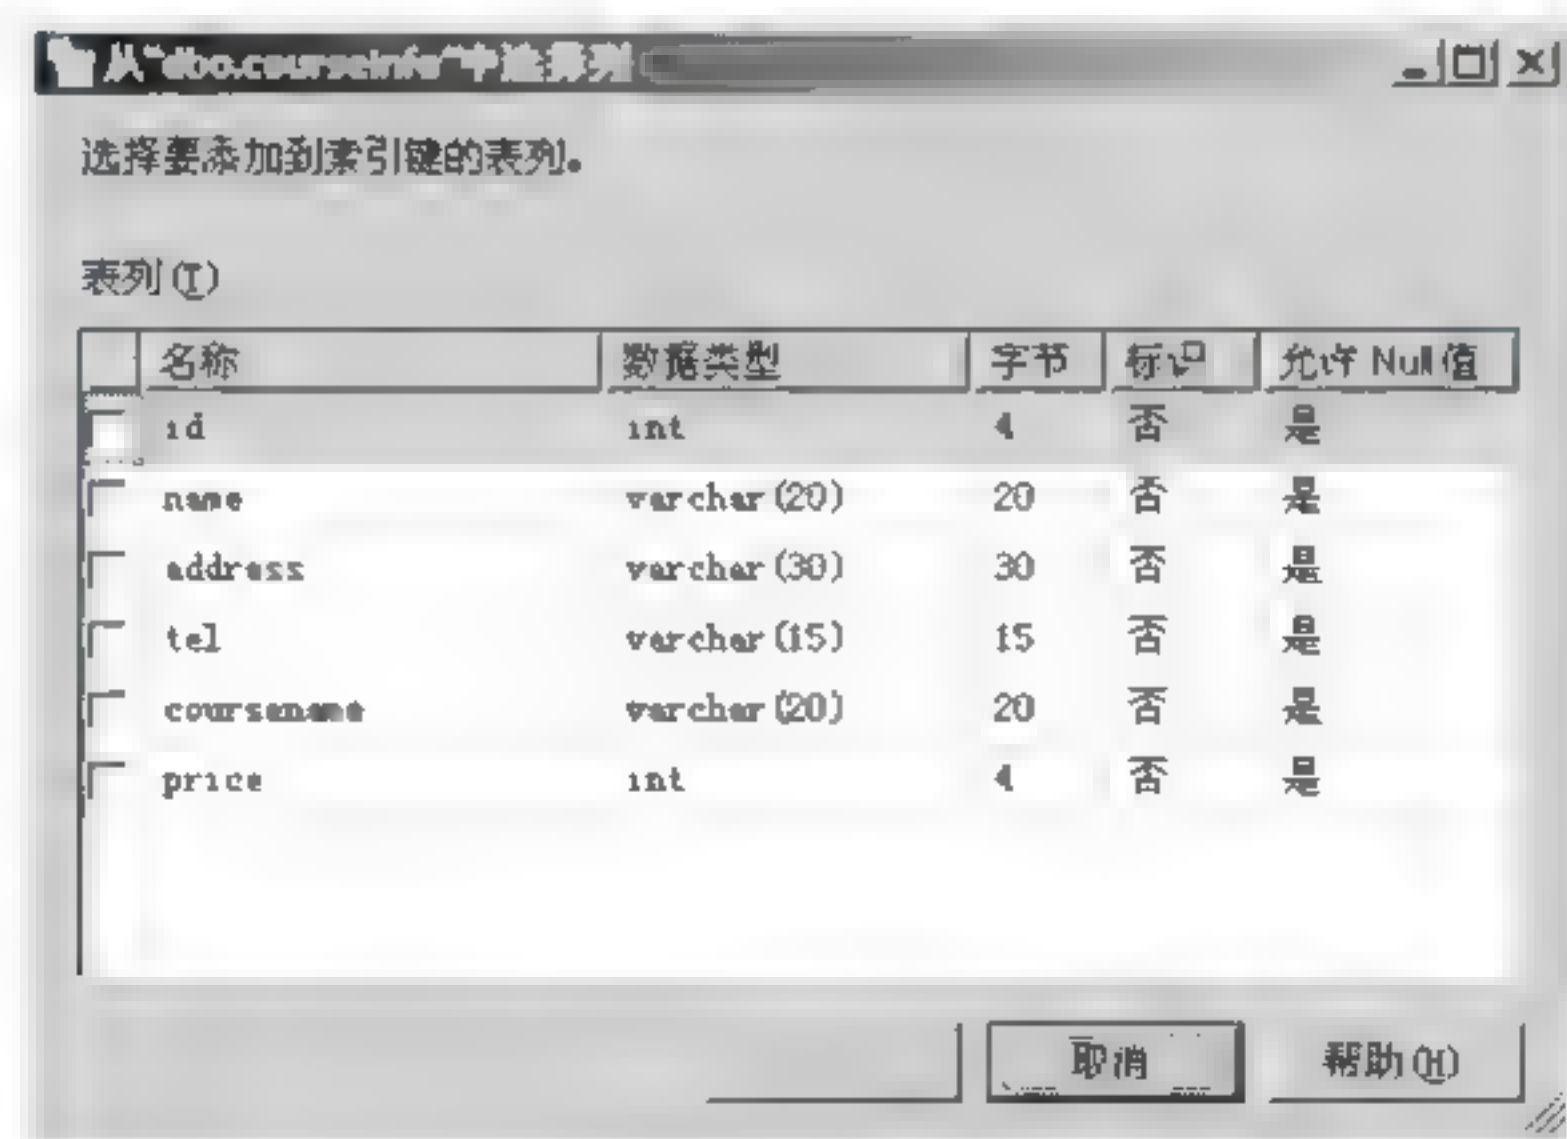 从"dbo.courseinfo"中选择列
选择要添加到索引键的表列。
表列(T)
名称 数据类型 字节 标识 允许 Null 值
id int 4 否 是
name varchar(20) 20 否 是
address varchar(30) 30 否 是
tel varchar(15) 15 否 是
coursename varchar(20) 20 否 是
price int 4 否 是
取消 帮助(H)